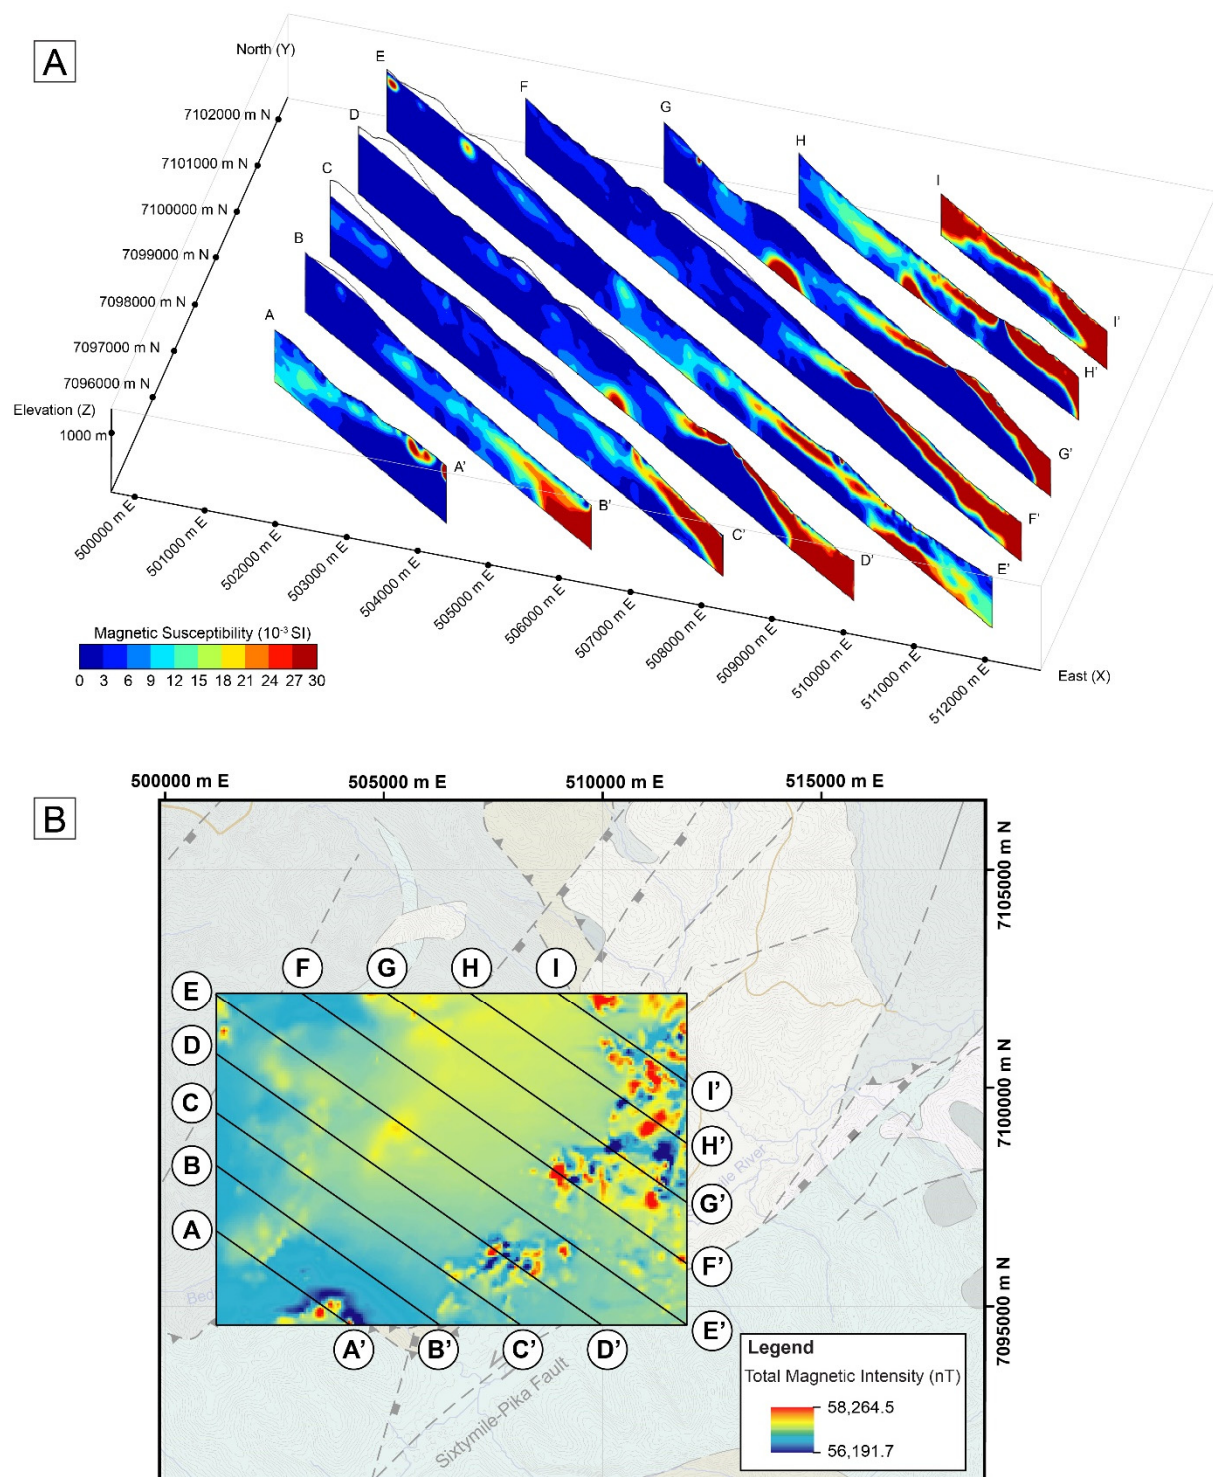 A
North (Y)
7102000 m N
7101000 m N
7100000 m N
7099000 m N
7098000 m N
7097000 m N
7096000 m N
Elevation (Z)
1000 m
E
F
G
H
I
D
C
B
A
I'
H'
G'
F'
E'
D'
C'
B'
A'
500000 m E
501000 m E
502000 m E
503000 m E
504000 m E
505000 m E
506000 m E
507000 m E
508000 m E
509000 m E
510000 m E
511000 m E
512000 m E
East (X)
Magnetic Susceptibility (10⁻³ SI)
0 3 6 9 12 15 18 21 24 27 30
B
500000 m E 505000 m E 510000 m E 515000 m E
7105000 m N
7100000 m N
7095000 m N
F G H I
E
D
C
B
A
I'
H'
G'
F'
E'
A' B' C' D'
River
Sixtymile-Pika Fault
Legend
Total Magnetic Intensity (nT)
58,264.5
56,191.7